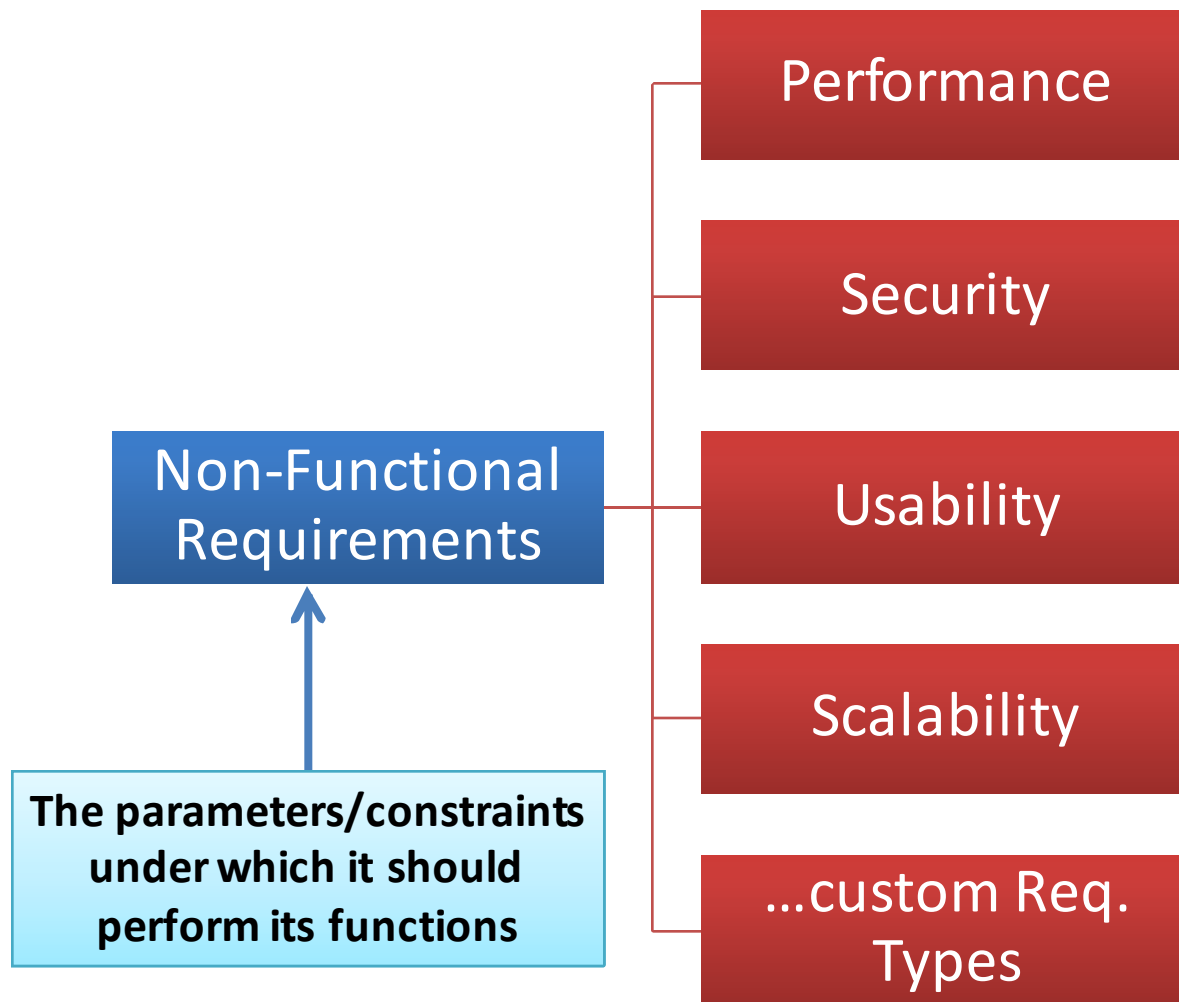 Performance
Security
Non-Functional
Requirements
Usability
Scalability
The parameters/constraints
under which it should
perform its functions
...custom Req.
Types